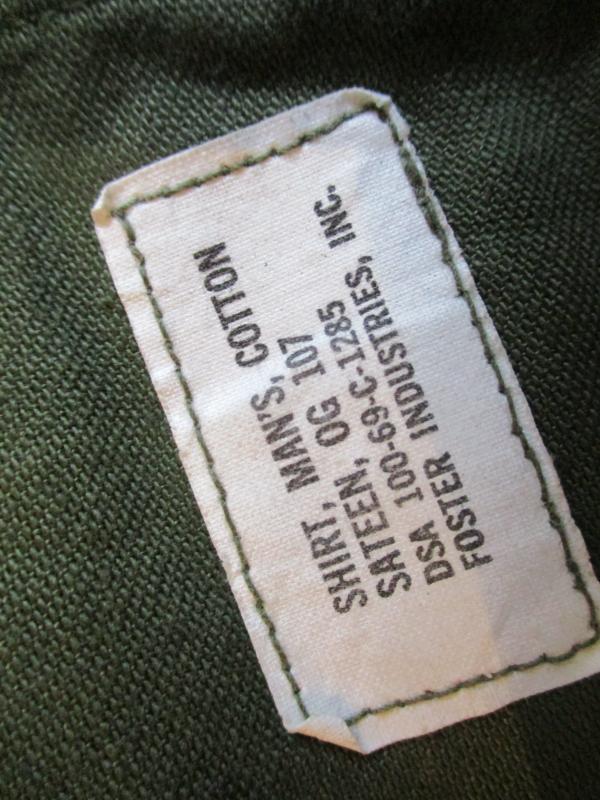 SHIRT, MAN'S, COTTON
SATEEN, OG 107
DSA 100-69-C-1285
FOSTER INDUSTRIES, INC.